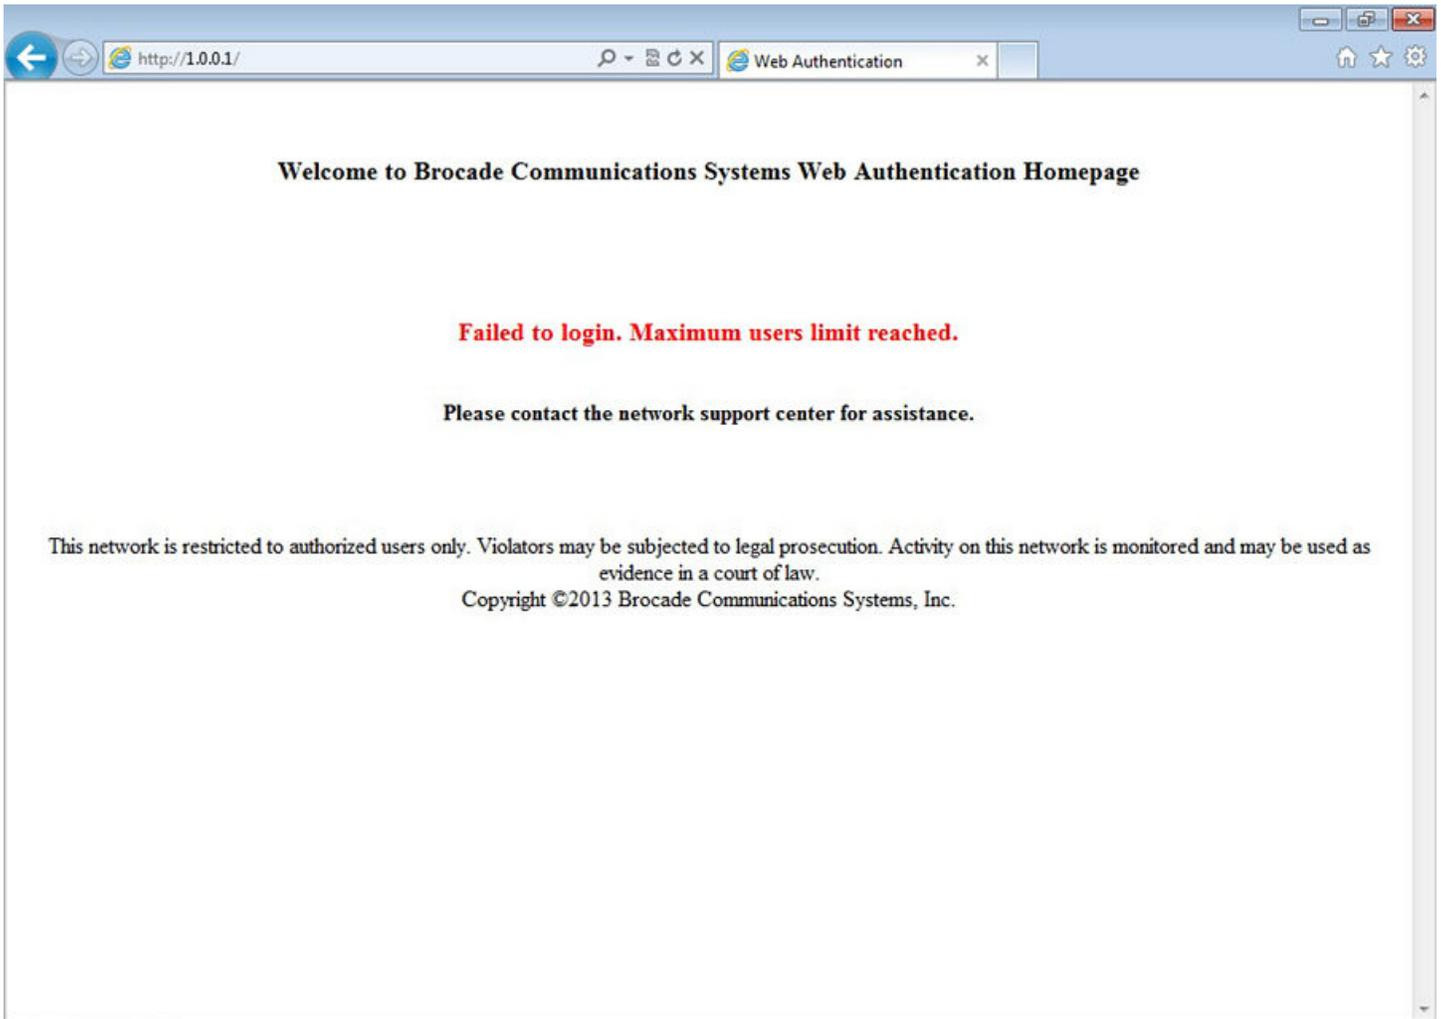 http://1.0.0.1/
Web Authentication
Welcome to Brocade Communications Systems Web Authentication Homepage
Failed to login. Maximum users limit reached.
Please contact the network support center for assistance.
This network is restricted to authorized users only. Violators may be subjected to legal prosecution. Activity on this network is monitored and may be used as
evidence in a court of law.
Copyright ©2013 Brocade Communications Systems, Inc.